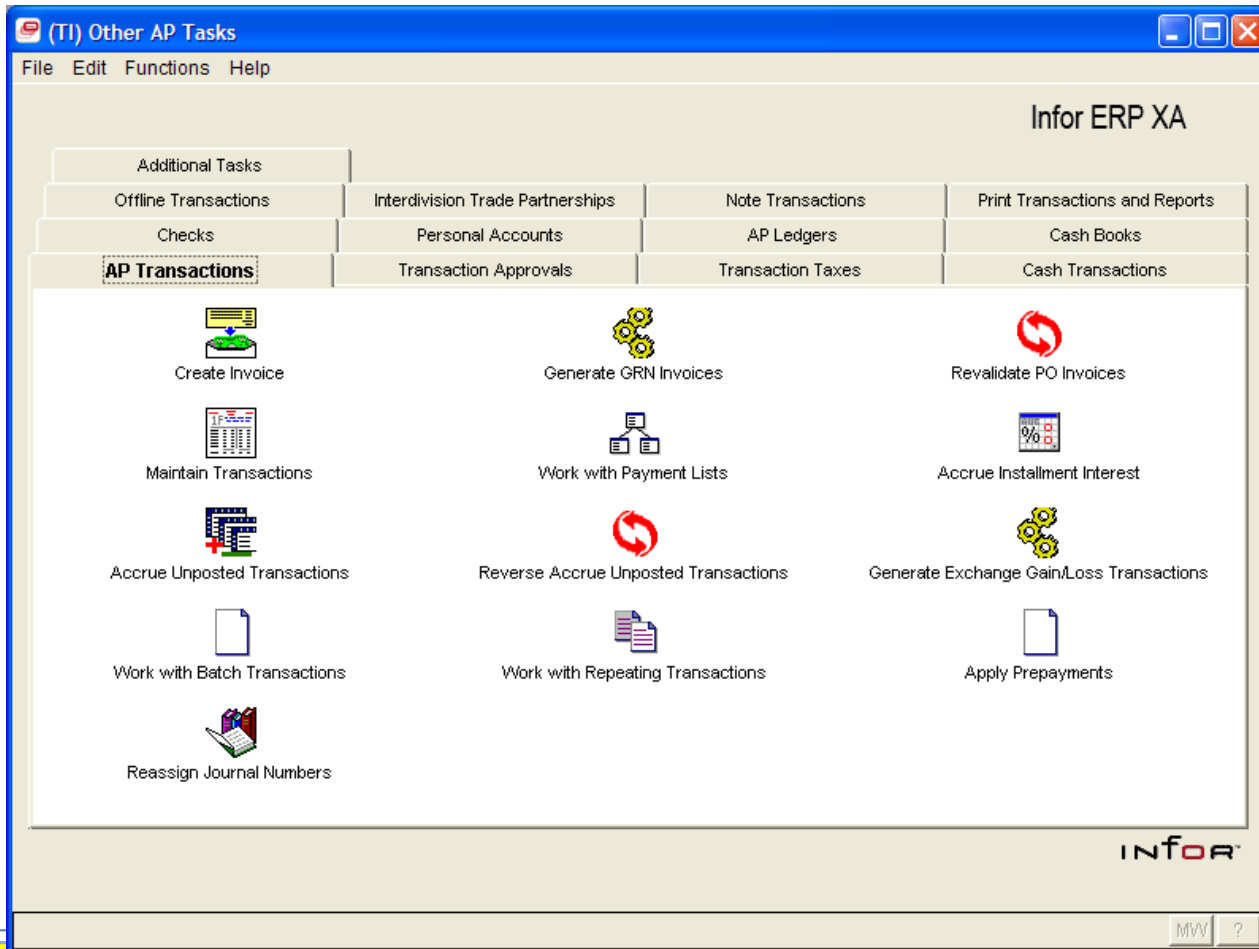 (TI) Other AP Tasks
File Edit Functions Help
Infor ERP XA
Additional Tasks
Offline Transactions Interdivision Trade Partnerships Note Transactions Print Transactions and Reports
Checks Personal Accounts AP Ledgers Cash Books
AP Transactions Transaction Approvals Transaction Taxes Cash Transactions
Create Invoice Generate GRN Invoices Revalidate PO Invoices
Maintain Transactions Work with Payment Lists Accrue Installment Interest
Accrue Unposted Transactions Reverse Accrue Unposted Transactions Generate Exchange Gain/Loss Transactions
Work with Batch Transactions Work with Repeating Transactions Apply Prepayments
Reassign Journal Numbers
infor
MW ?